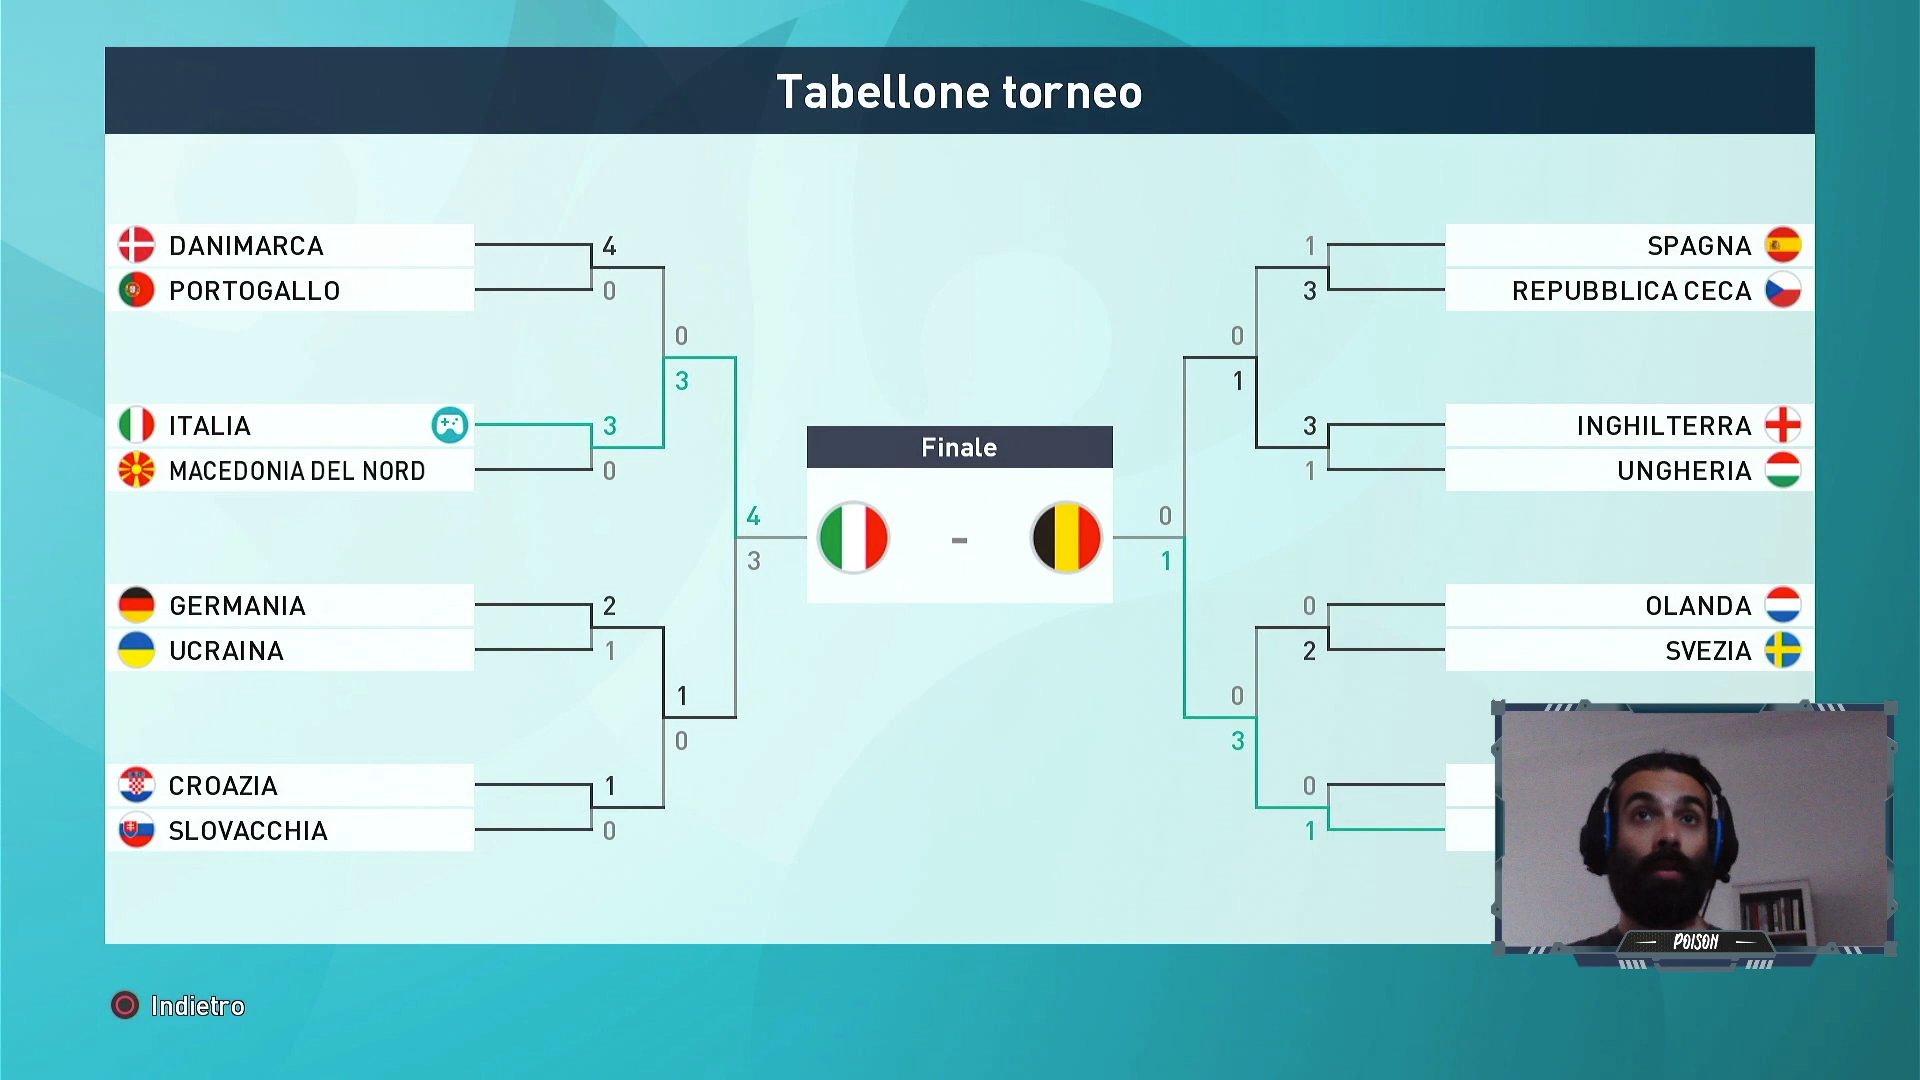 Tabellone torneo
DANIMARCA 4
PORTOGALLO 0
0
3
ITALIA 3
MACEDONIA DEL NORD 0
4
3
GERMANIA 2
UCRAINA 1
1
0
CROAZIA 1
SLOVACCHIA 0
Finale
-
1 SPAGNA
3 REPUBBLICA CECA
0
1
3 INGHILTERRA
1 UNGHERIA
0
1
0 OLANDA
2 SVEZIA
0
3
0
1
POISON
Indietro